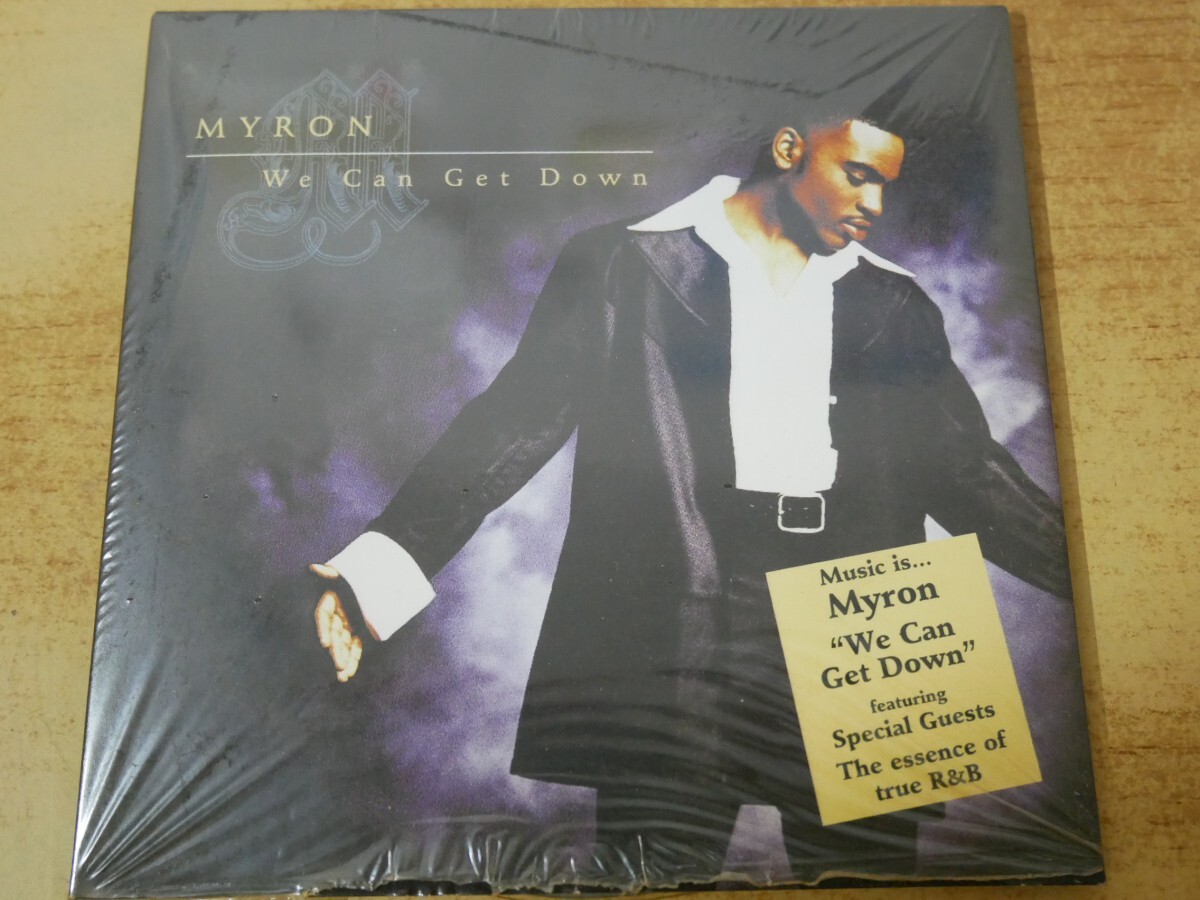 MYRON
We Can Get Down
Music is...
Myron
“We Can
Get Down”
featuring
Special Guests
The essence of
true R&B